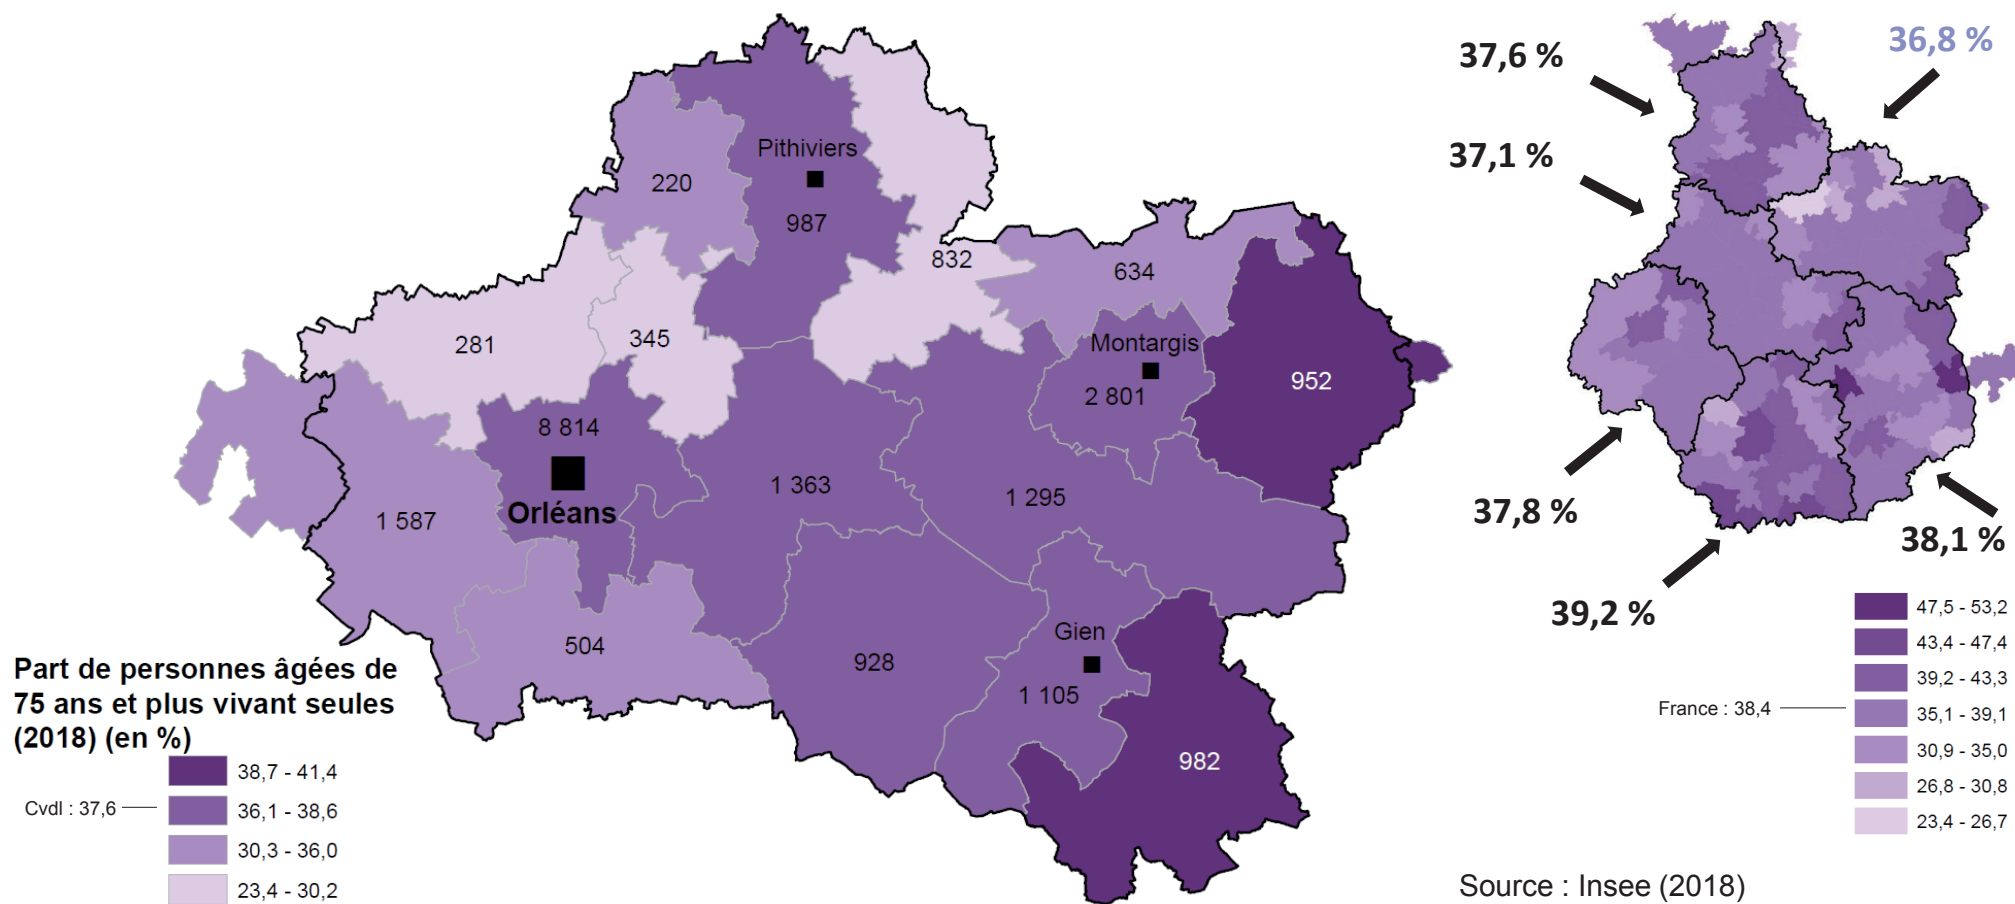 37,6 %
36,8 %
37,1 %
Pithiviers
220
987
832
634
281
345
Montargis
2 801
952
8 814
Orléans
1 363
1 295
1 587
37,8 %
38,1 %
39,2 %
504
928
Gien
1 105
982
Part de personnes âgées de
75 ans et plus vivant seules
(2018) (en %)
38,7 - 41,4
Cvdl : 37,6
36,1 - 38,6
30,3 - 36,0
23,4 - 30,2
47,5 - 53,2
43,4 - 47,4
39,2 - 43,3
France : 38,4
35,1 - 39,1
30,9 - 35,0
26,8 - 30,8
23,4 - 26,7
Source : Insee (2018)